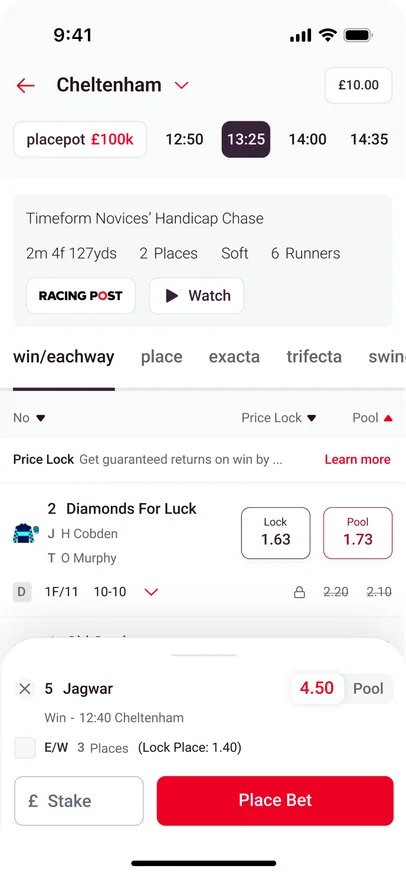 9:41
Cheltenham £10.00
placepot £100k 12:50 13:25 14:00 14:35
Timeform Novices’ Handicap Chase
2m 4f 127yds 2 Places Soft 6 Runners
RACING POST Watch
win/eachway place exacta trifecta swin
No Price Lock Pool
Price Lock Get guaranteed returns on win by ... Learn more
2 Diamonds For Luck
Lock Pool
1.63 1.73
J H Cobden
T O Murphy
D 1F/11 10-10 2.20 2.10
5 Jagwar 4.50 Pool
Win - 12:40 Cheltenham
E/W 3 Places (Lock Place: 1.40)
£ Stake Place Bet